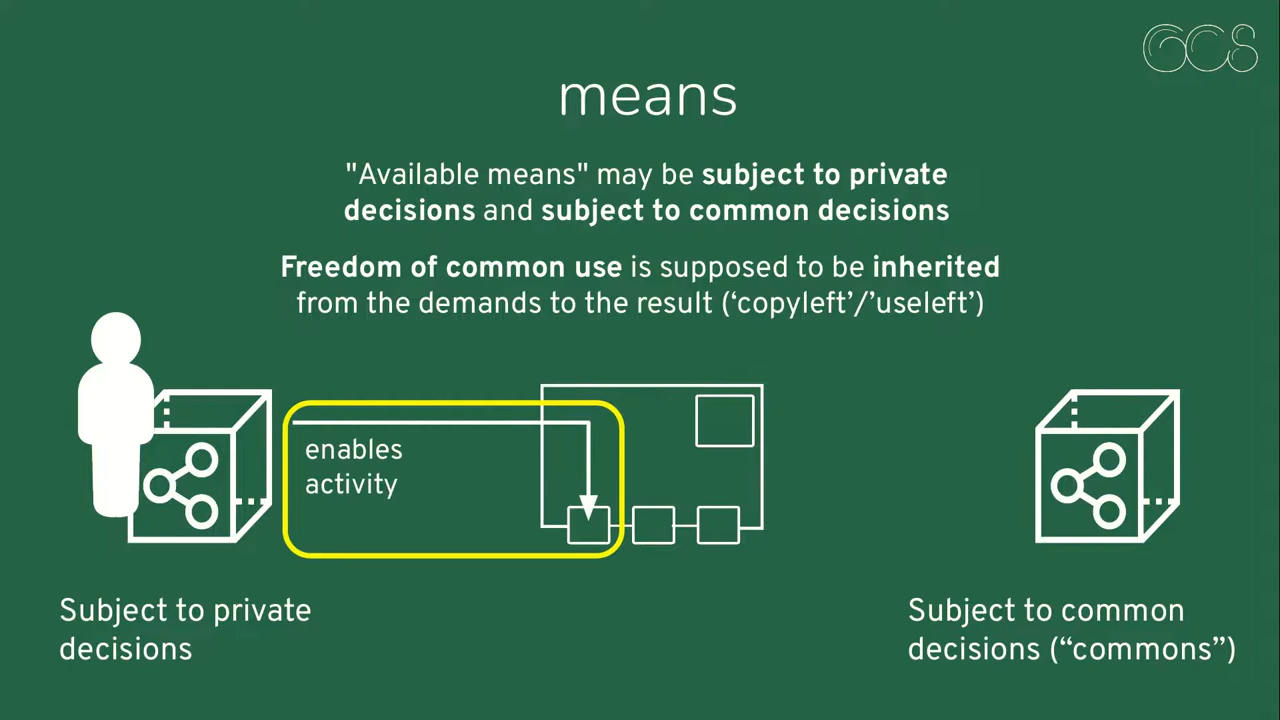 GCS
means
"Available means" may be subject to private
decisions and subject to common decisions
Freedom of common use is supposed to be inherited
from the demands to the result (‘copyleft’/’useleft’)
enables
activity
Subject to private
decisions
Subject to common
decisions (“commons”)